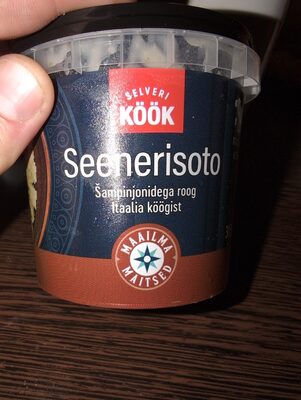 SELVERI
KÖÖK
Seenerisoto
Šampinjonidega roog
Itaalia köögist
MAAILMA
MAITSED